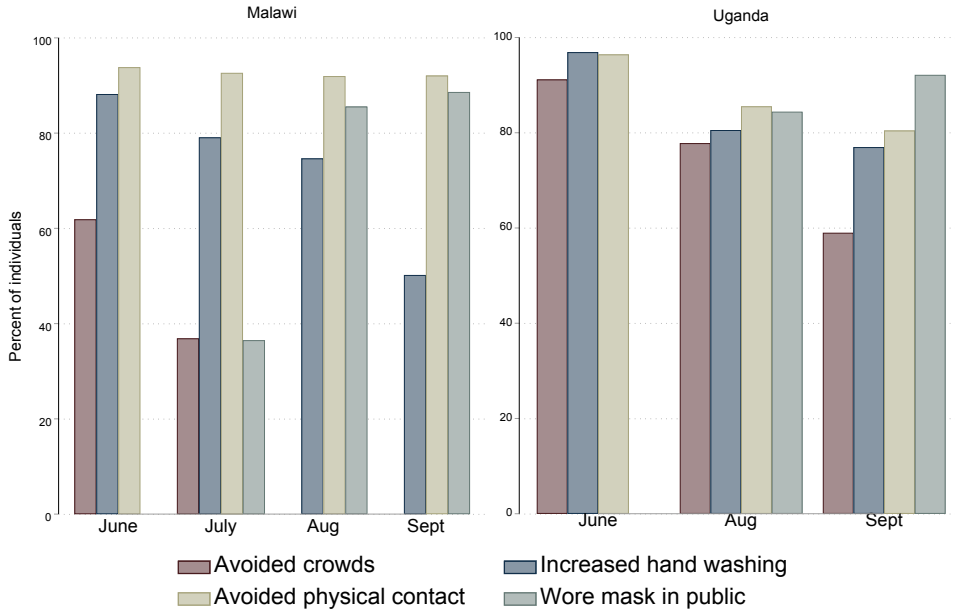 Malawi
Uganda
Percent of individuals
100
80
60
40
20
0
June July Aug Sept
100
80
60
40
20
0
June Aug Sept
Avoided crowds
Increased hand washing
Avoided physical contact
Wore mask in public